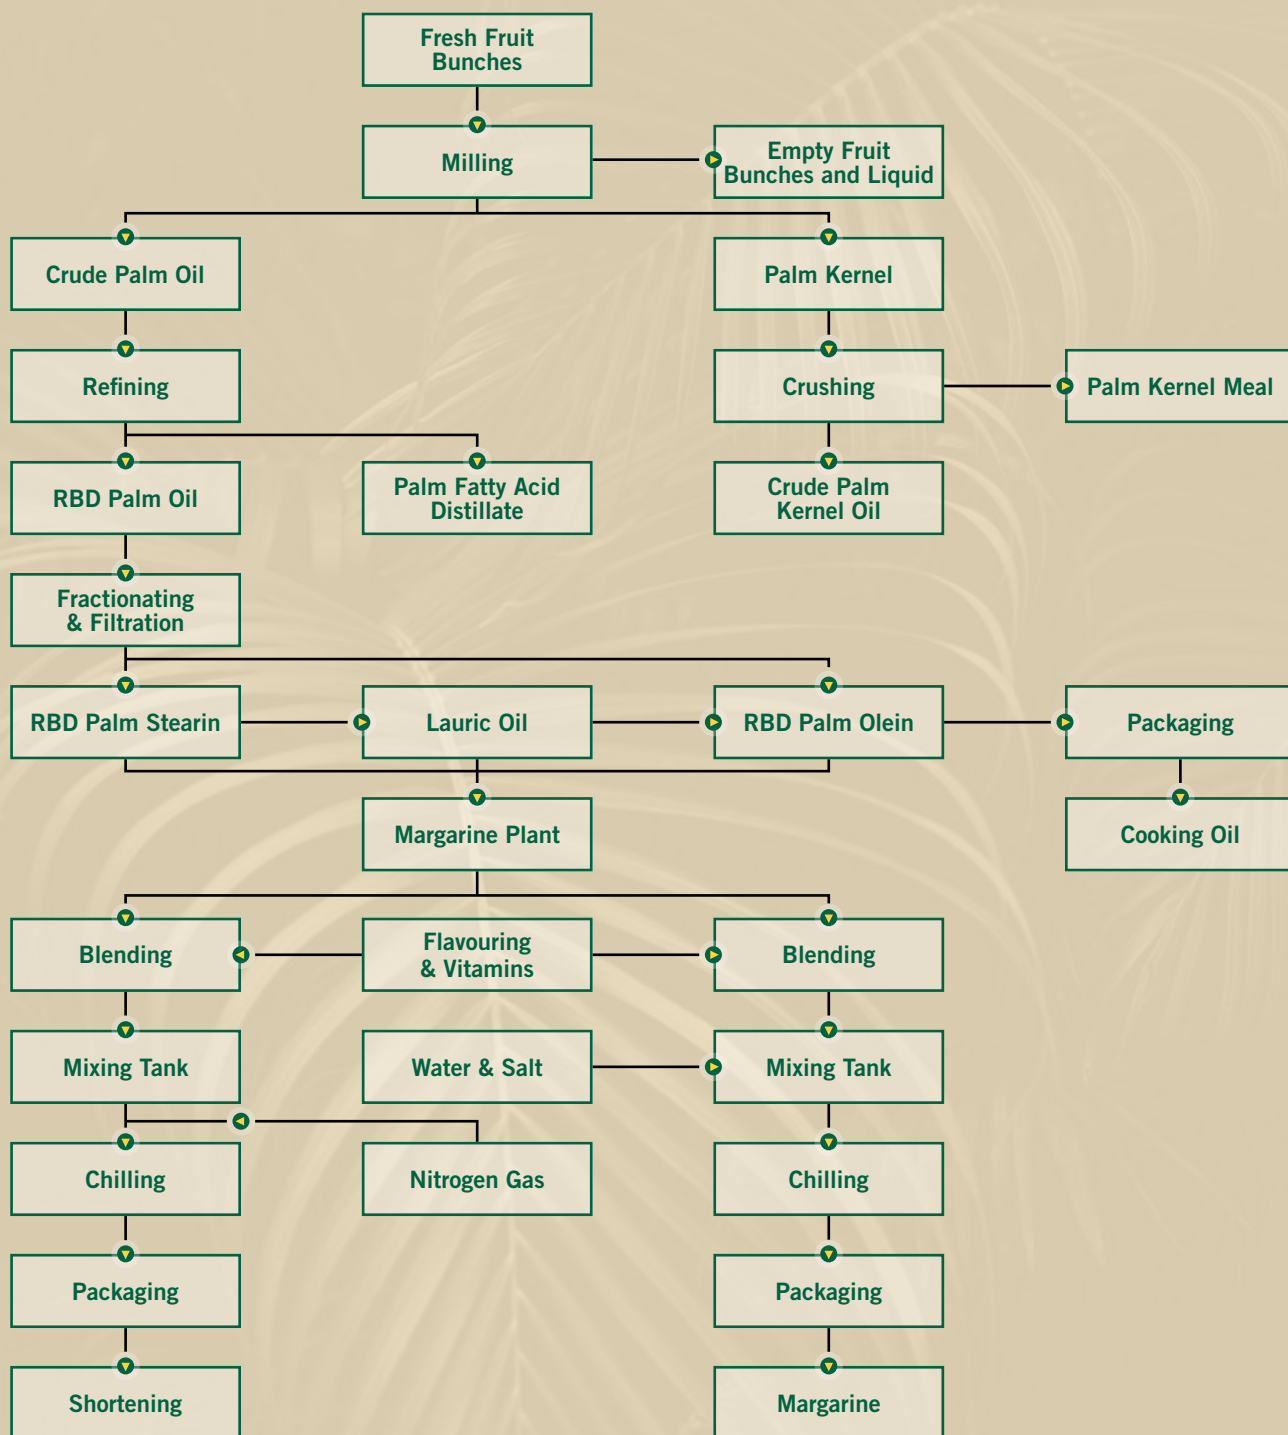 Fresh Fruit
Bunches
Milling
Empty Fruit
Bunches and Liquid
Crude Palm Oil
Palm Kernel
Refining
Crushing
Palm Kernel Meal
RBD Palm Oil
Palm Fatty Acid
Distillate
Crude Palm
Kernel Oil
Fractionating
& Filtration
RBD Palm Stearin
Lauric Oil
RBD Palm Olein
Packaging
Margarine Plant
Cooking Oil
Blending
Flavouring
& Vitamins
Blending
Mixing Tank
Water & Salt
Mixing Tank
Chilling
Nitrogen Gas
Chilling
Packaging
Packaging
Shortening
Margarine